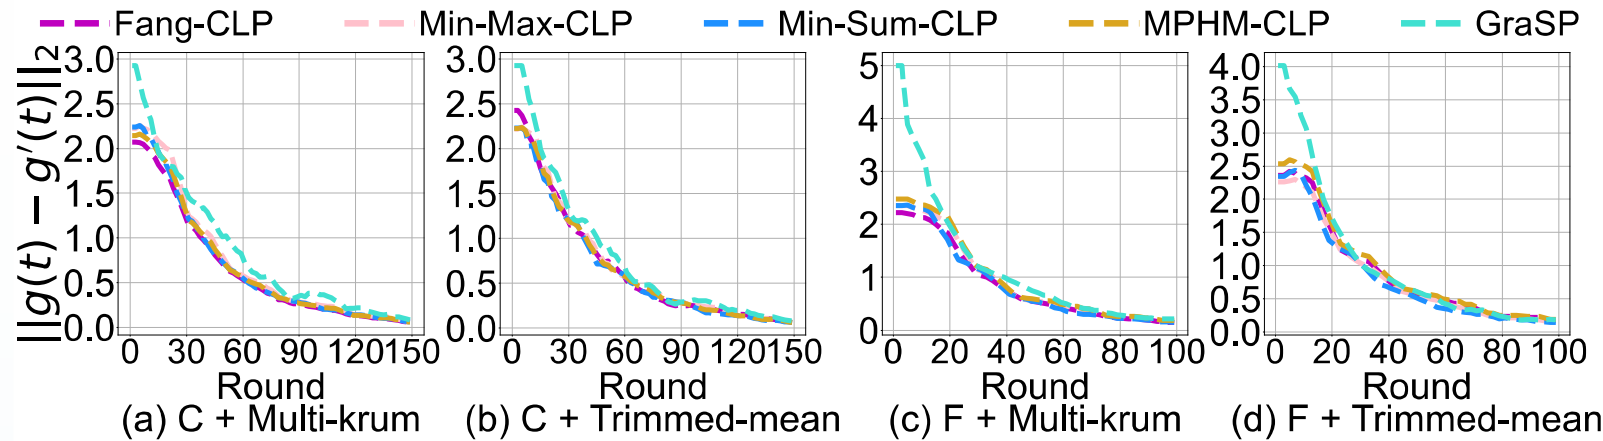 Fang-CLP Min-Max-CLP Min-Sum-CLP MPHM-CLP GraSP
||g(t) − g′(t)||₂
3.0
2.5
2.0
1.5
1.0
0.5
0.0
0 30 60 90 120 150
Round
(a) C + Multi-krum
3.0
2.5
2.0
1.5
1.0
0.5
0.0
0 30 60 90 120 150
Round
(b) C + Trimmed-mean
5
4
3
2
1
0
0 20 40 60 80 100
Round
(c) F + Multi-krum
4.0
3.5
3.0
2.5
2.0
1.5
1.0
0.5
0.0
0 20 40 60 80 100
Round
(d) F + Trimmed-mean